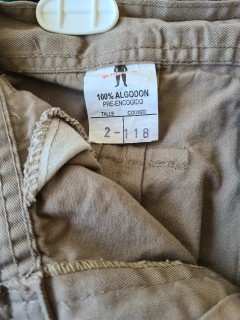 100% ALGODON
PRE-ENCOGIDO
TALLE CODIGO
2-118